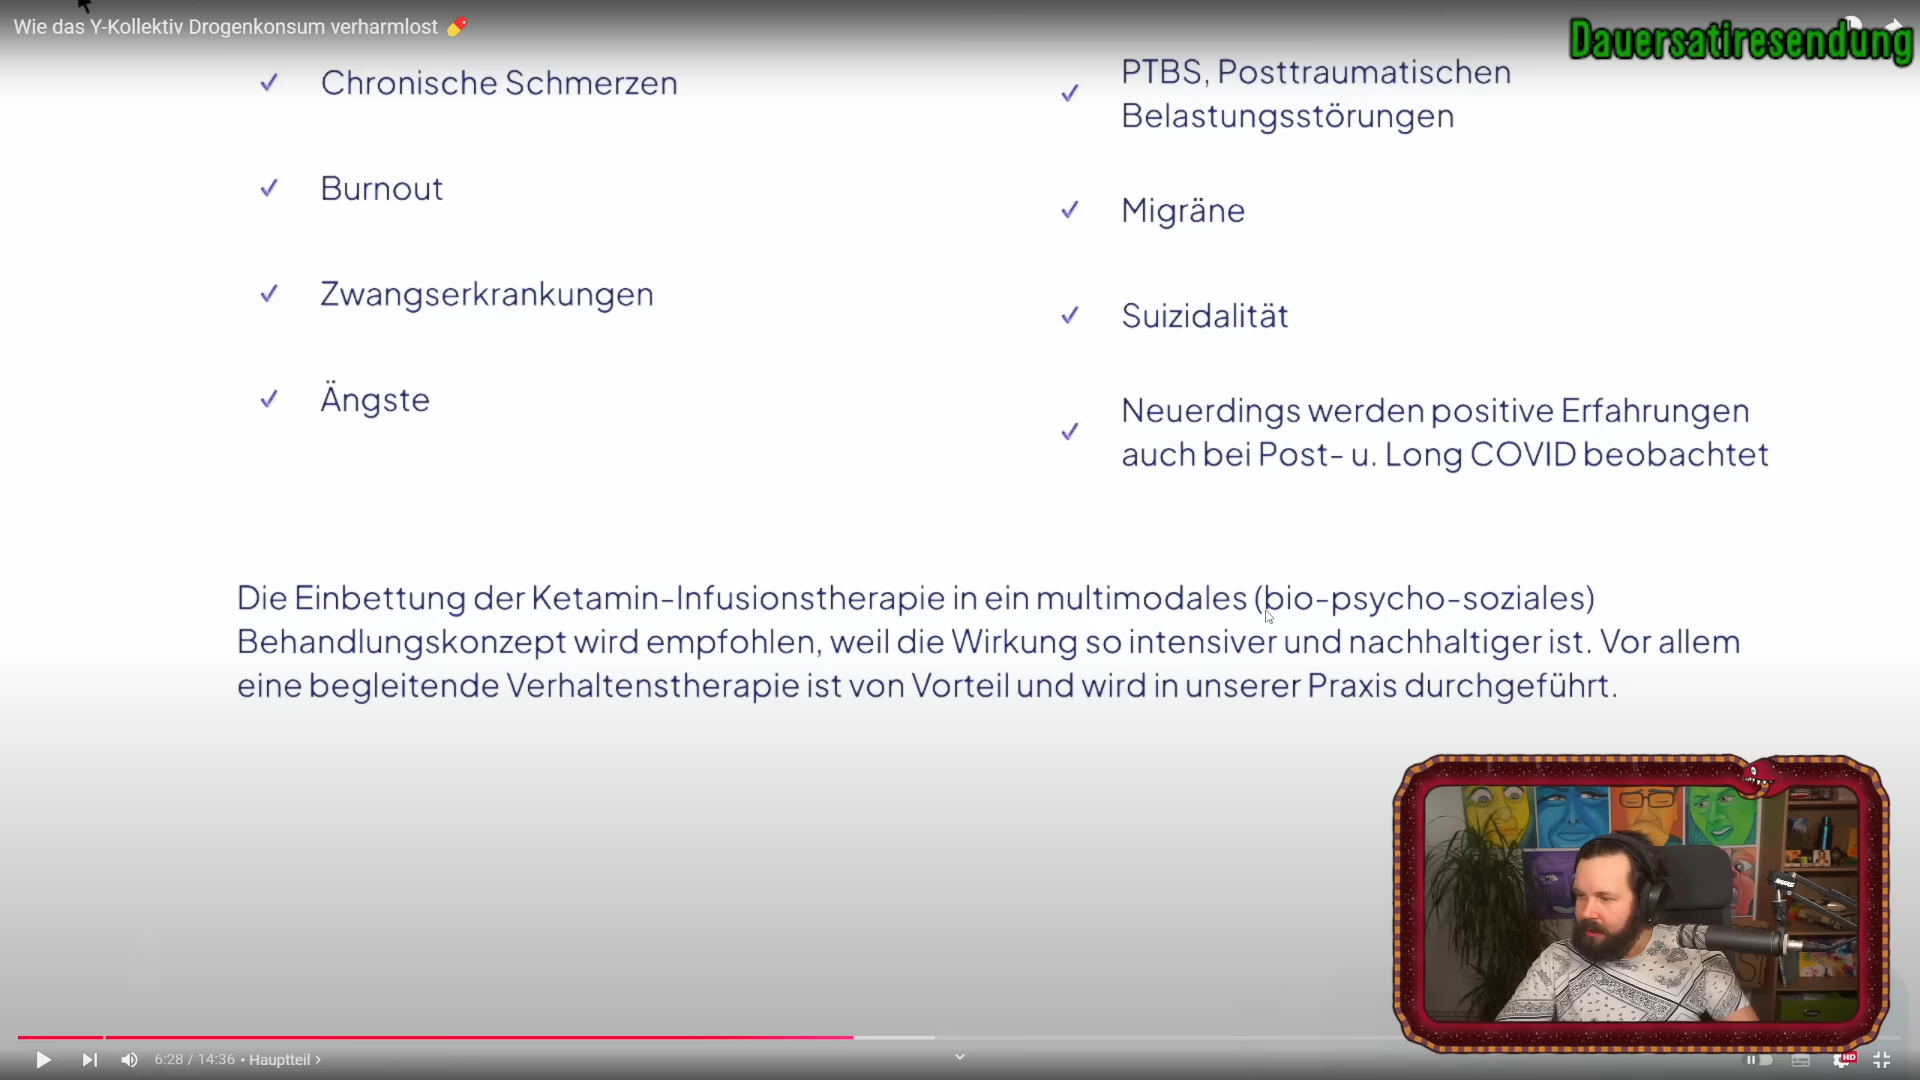 Wie das Y-Kollektiv Drogenkonsum verharmlost
Dauersatiresendung
Chronische Schmerzen
Burnout
Zwangserkrankungen
Ängste
PTBS, Posttraumatischen
Belastungsstörungen
Migräne
Suizidalität
Neuerdings werden positive Erfahrungen
auch bei Post- u. Long COVID beobachtet
Die Einbettung der Ketamin-Infusionstherapie in ein multimodales (bio-psycho-soziales)
Behandlungskonzept wird empfohlen, weil die Wirkung so intensiver und nachhaltiger ist. Vor allem
eine begleitende Verhaltenstherapie ist von Vorteil und wird in unserer Praxis durchgeführt.
6:28 / 14:36 • Hauptteil >
HD